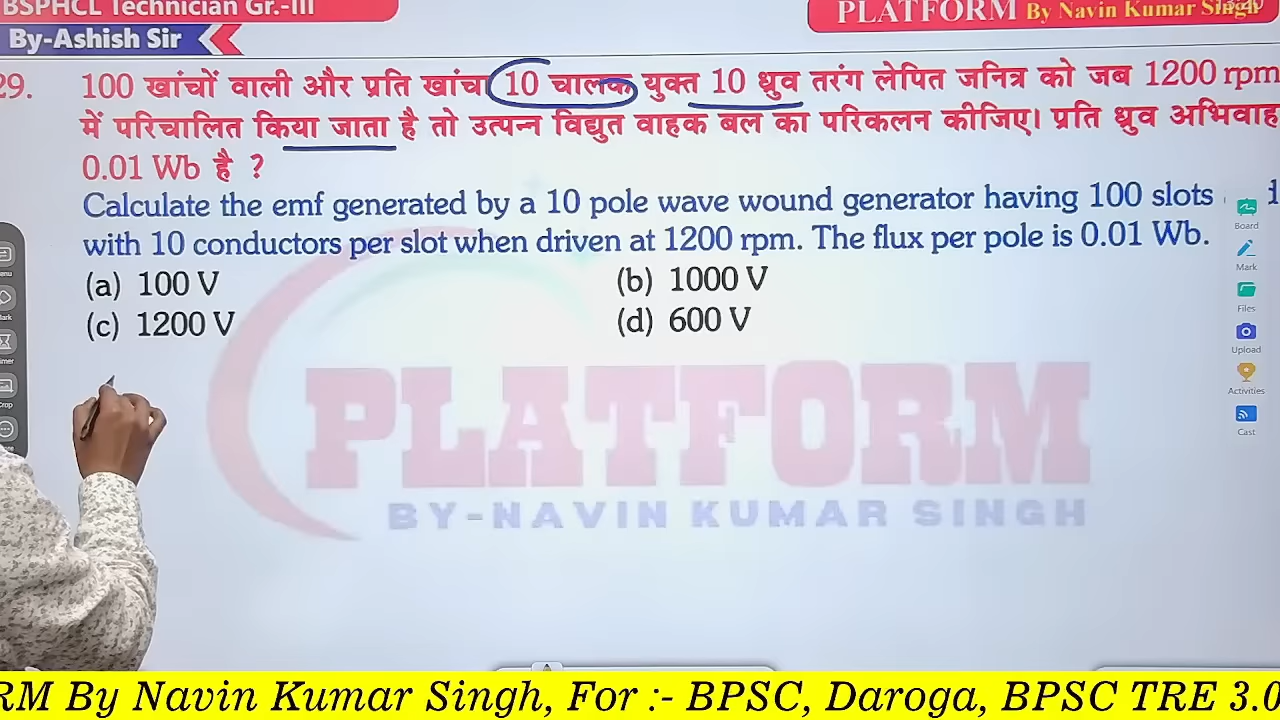 BSPHCL Technician Gr.-III
PLATFORM By Navin Kumar Singh
By-Ashish Sir
29. 100 खांचों वाली और प्रति खांचा 10 चालक युक्त 10 ध्रुव तरंग लेपित जनित्र को जब 1200 rpm
में परिचालित किया जाता है तो उत्पन्न विद्युत वाहक बल का परिकलन कीजिए। प्रति ध्रुव अभिवाह
0.01 Wb है ?
Calculate the emf generated by a 10 pole wave wound generator having 100 slots
with 10 conductors per slot when driven at 1200 rpm. The flux per pole is 0.01 Wb.
(a) 100 V (b) 1000 V
(c) 1200 V (d) 600 V
Board
Mark
Files
Upload
Activities
Cast
PLATFORM
BY-NAVIN KUMAR SINGH
RM By Navin Kumar Singh, For :- BPSC, Daroga, BPSC TRE 3.0